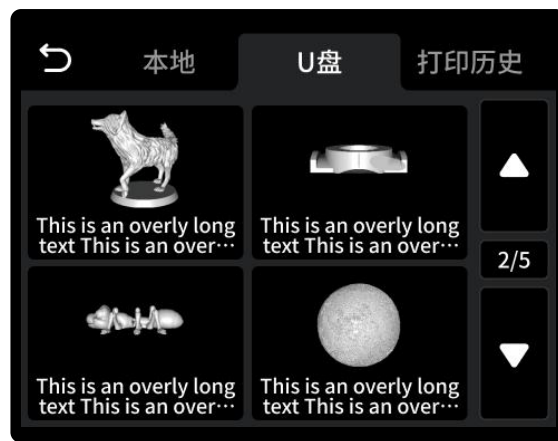 本地
U盘
打印历史
This is an overly long
text This is an over···
This is an overly long
text This is an over···
2/5
This is an overly long
text This is an over···
This is an overly long
text This is an over···